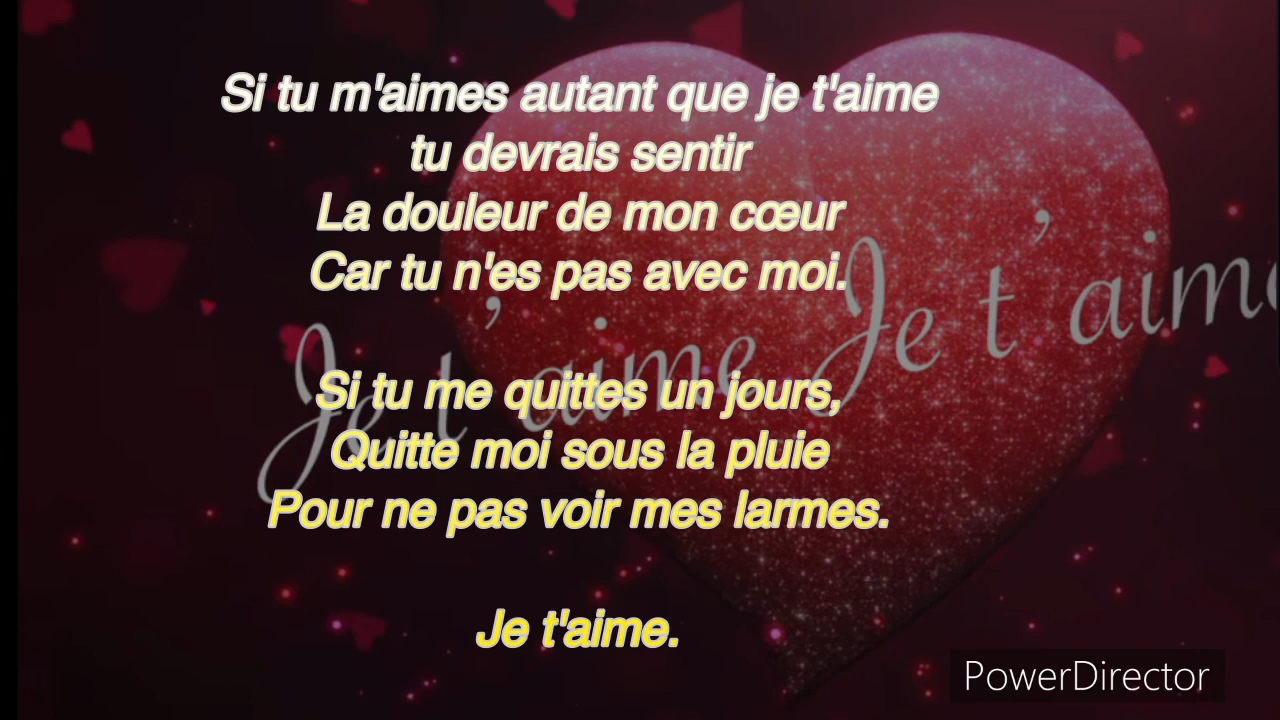 Si tu m'aimes autant que je t'aime
tu devrais sentir
La douleur de mon cœur
Car tu n'es pas avec moi.
Si tu me quittes un jours,
Quitte moi sous la pluie
Pour ne pas voir mes larmes.
Je t'aime.
Je t'aime Je t'aime
PowerDirector